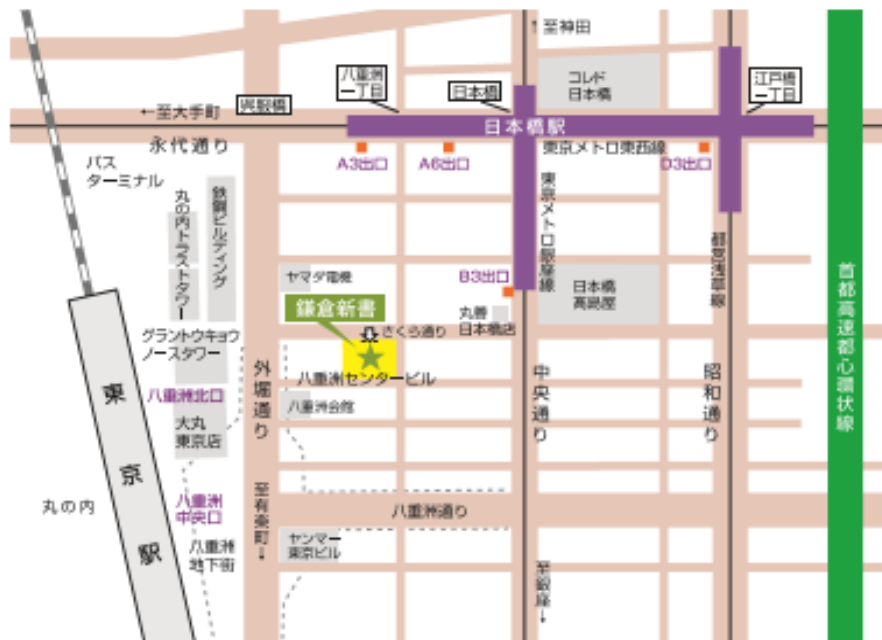 ↑至神田
八重洲
一丁目
日本橋
コレド
日本橋
江戸橋
一丁目
←至大手町
呉服橋
日本橋駅
永代通り
東京メトロ東西線
A3出口
A6出口
D3出口
バス
ターミナル
丸の内トラストタワー
鉄鋼ビルディング
東京メトロ銀座線
都営浅草線
首都高速都心環状線
ヤマダ電機
B3出口
日本橋
髙島屋
鎌倉新書
丸善
日本橋店
さくら通り
グラントウキョウ
ノースタワー
八重洲センタービル
外堀通り
中央通り
昭和通り
八重洲北口
八重洲会館
大丸
東京店
東京駅
丸の内
八重洲
中央口
至有楽町↓
八重洲通り
八重洲
地下街
ヤンマー
東京ビル
至銀座↓